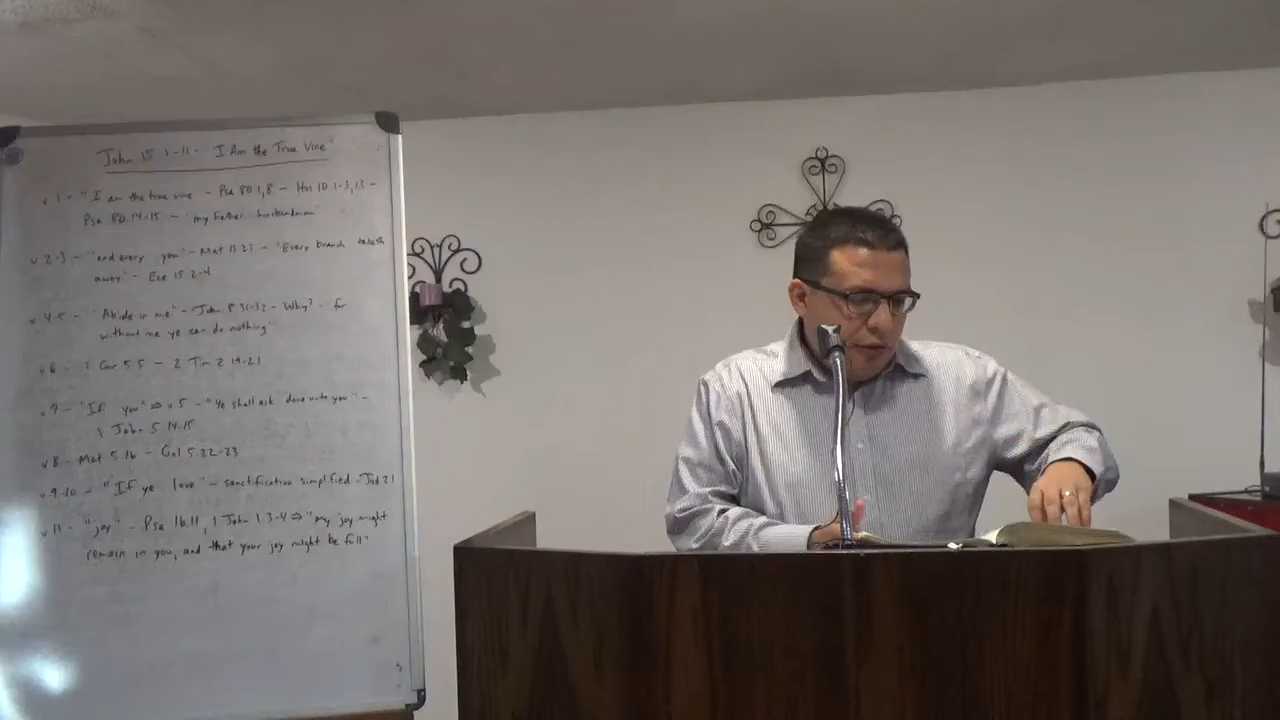 John 15 1-11 - "I Am the True Vine"
v 1 - "I am the true vine - Psa 80 1,8 - Hos 10 1-3, 13 -
Psa 80.14-15 - "my Father husbandman"
v 2-3 - "and every you" - Mat 13 - "Every branch taketh
away" - Eze 15 2-4
v 4-5 - "Abide in me" - John 8 31-32 - Why? - for
without me ye can do nothing"
v 6 - 1 Cor 5.5 - 2 Tim 2 19-21
v 7 - "If you" ⇒ v 5 - "Ye shall ask done unto you" -
1 John 5 14-15
v 8 - Mat 5.16 - Gal 5.22-23
v 9-10 - "If ye love" - sanctification simplified - Jud 21
v 11 - "joy" - Psa 16.11, 1 John 1 3-4 ⇒ "my joy might
remain in you, and that your joy might be full"